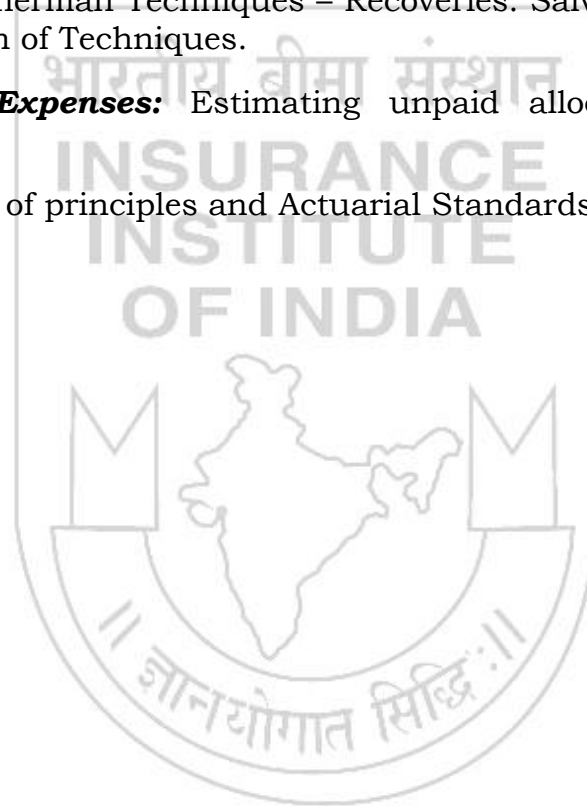 herman Techniques – Recoveries: Salv
n of Techniques.
Expenses: Estimating unpaid alloc
of principles and Actuarial Standards
भारतीय बीमा संस्थान
INSURANCE
INSTITUTE
OF INDIA
॥ ज्ञानयोगात सिद्धि :॥